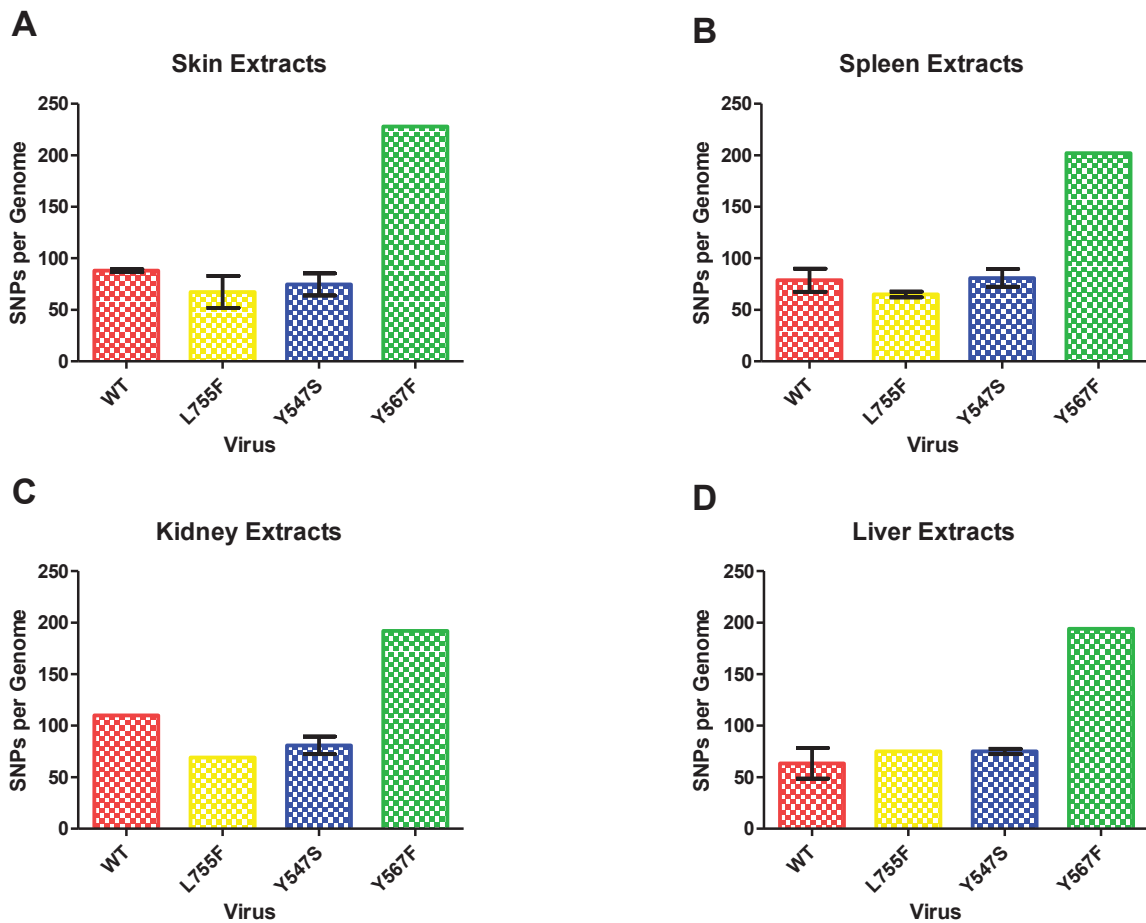 A
Skin Extracts
SNPs per Genome
250
200
150
100
50
0
WT
L755F
Y547S
Y567F
Virus
B
Spleen Extracts
SNPs per Genome
250
200
150
100
50
0
WT
L755F
Y547S
Y567F
Virus
C
Kidney Extracts
SNPs per Genome
250
200
150
100
50
0
WT
L755F
Y547S
Y567F
Virus
D
Liver Extracts
SNPs per Genome
250
200
150
100
50
0
WT
L755F
Y547S
Y567F
Virus